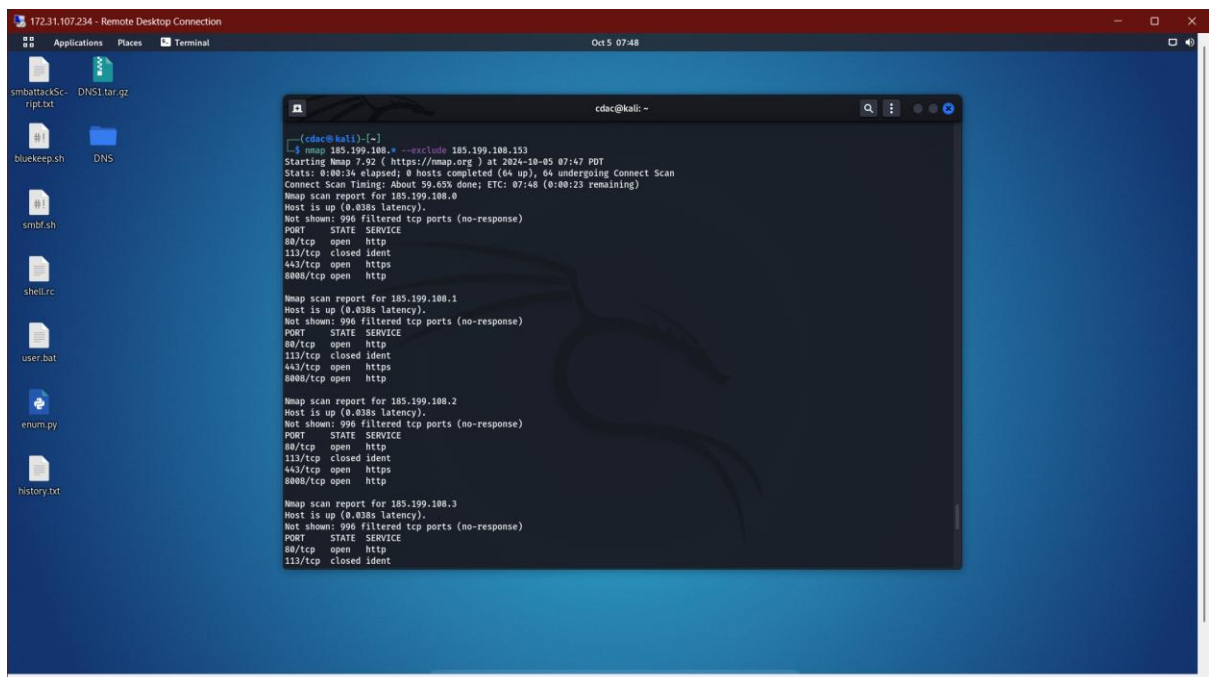 172.31.107.234 - Remote Desktop Connection
Applications Places Terminal
Oct 5 07:48
smbattackSc-
ript.txt
DNS1.tar.gz
bluekeep.sh
DNS
smbf.sh
shell.rc
user.bat
enum.py
history.txt
cdac@kali: ~
(cdac㉿kali)-[~]
$ nmap 185.199.108.* --exclude 185.199.108.153
Starting Nmap 7.92 ( https://nmap.org ) at 2024-10-05 07:47 PDT
Stats: 0:00:34 elapsed; 0 hosts completed (64 up), 64 undergoing Connect Scan
Connect Scan Timing: About 59.65% done; ETC: 07:48 (0:00:23 remaining)
Nmap scan report for 185.199.108.0
Host is up (0.038s latency).
Not shown: 996 filtered tcp ports (no-response)
PORT STATE SERVICE
80/tcp open http
113/tcp closed ident
443/tcp open https
8008/tcp open http
Nmap scan report for 185.199.108.1
Host is up (0.038s latency).
Not shown: 996 filtered tcp ports (no-response)
PORT STATE SERVICE
80/tcp open http
113/tcp closed ident
443/tcp open https
8008/tcp open http
Nmap scan report for 185.199.108.2
Host is up (0.038s latency).
Not shown: 996 filtered tcp ports (no-response)
PORT STATE SERVICE
80/tcp open http
113/tcp closed ident
443/tcp open https
8008/tcp open http
Nmap scan report for 185.199.108.3
Host is up (0.038s latency).
Not shown: 996 filtered tcp ports (no-response)
PORT STATE SERVICE
80/tcp open http
113/tcp closed ident